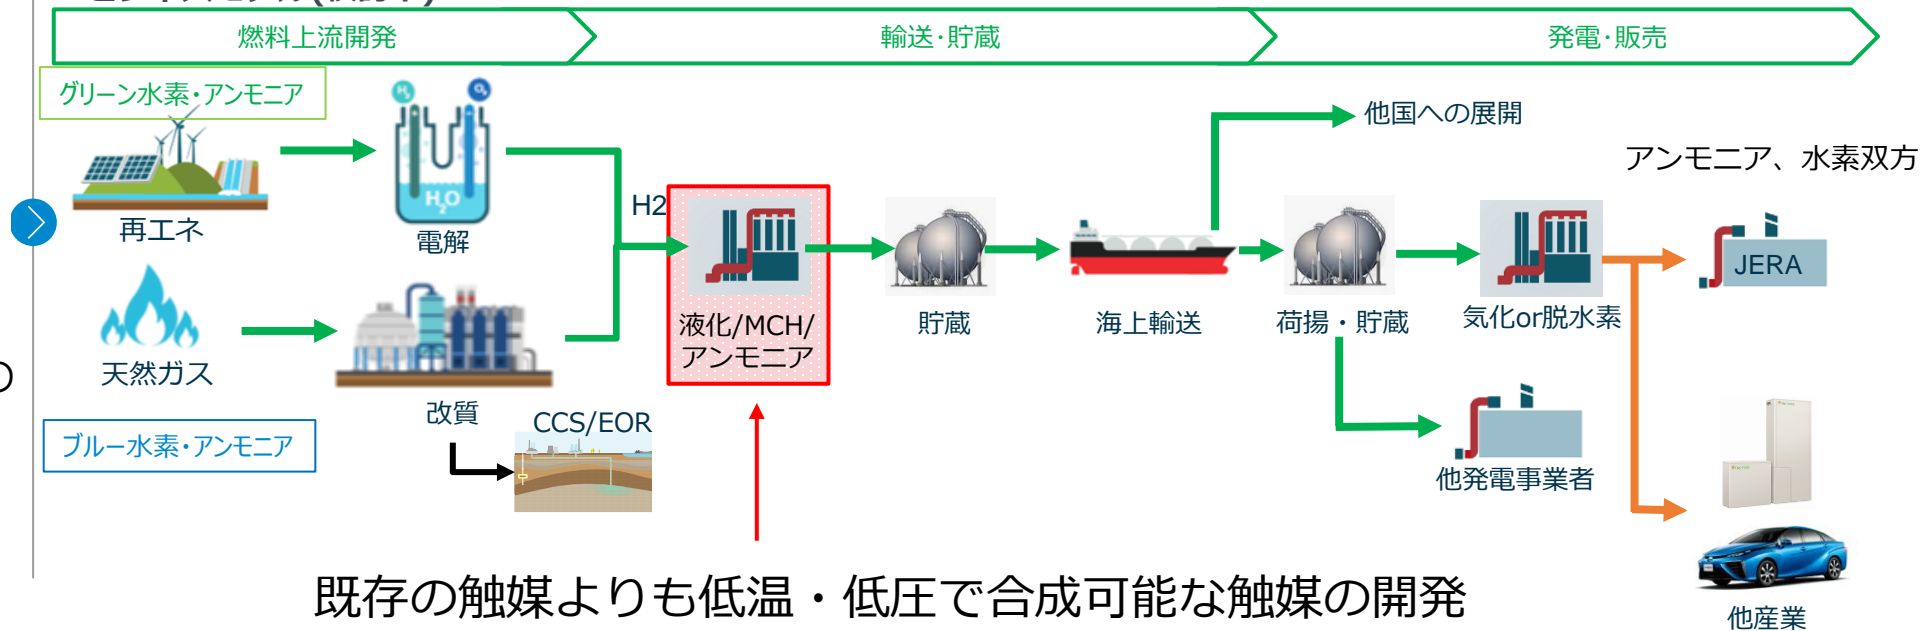 燃料上流開発
輸送・貯蔵
発電・販売
グリーン水素・アンモニア
H2
O2
H2O
再エネ
電解
天然ガス
改質
CCS/EOR
ブルー水素・アンモニア
H2
液化/MCH/
アンモニア
貯蔵
海上輸送
他国への展開
荷揚・貯蔵
気化or脱水素
アンモニア、水素双方
JERA
他発電事業者
他産業
既存の触媒よりも低温・低圧で合成可能な触媒の開発